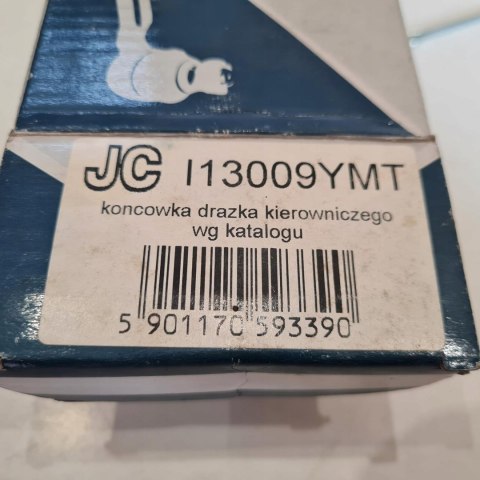 JC I13009YMT
koncowka drazka kierowniczego
wg katalogu
5 901170 593390